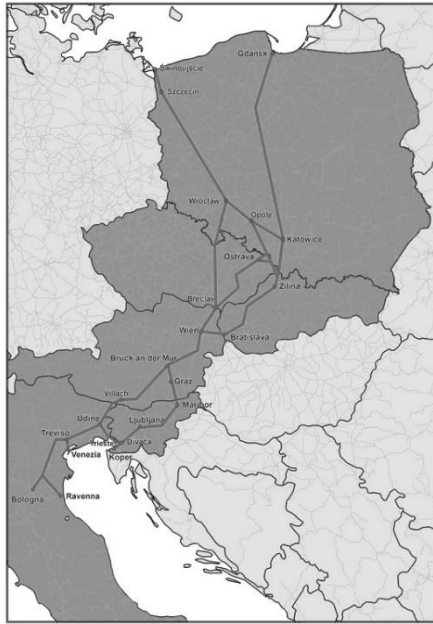 Gdansk
Swinoujscie
Szczecin
Wroclaw
Opole
Katowice
Ostrava
Zilina
Břeclav
Wien
Bratislava
Bruck an der Mur
Graz
Villach
Maribor
Udine
Ljubljana
Treviso
Trieste
Divaca
Venezia
Koper
Bologna
Ravenna